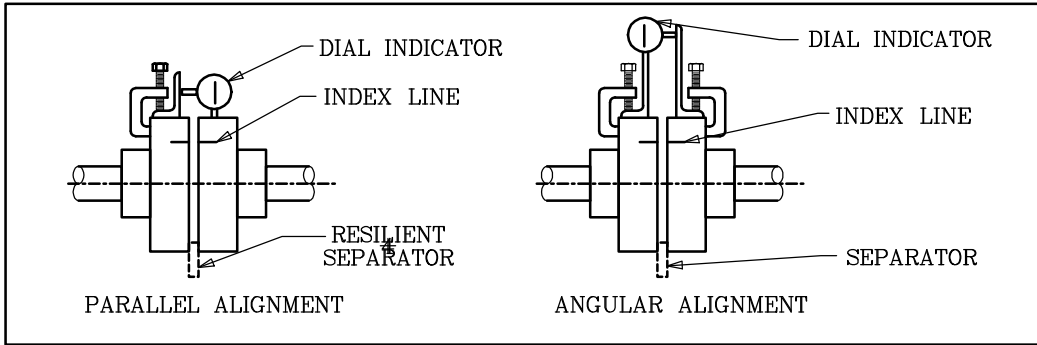 DIAL INDICATOR
INDEX LINE
RESILIENT
SEPARATOR
PARALLEL ALIGNMENT
DIAL INDICATOR
INDEX LINE
SEPARATOR
ANGULAR ALIGNMENT